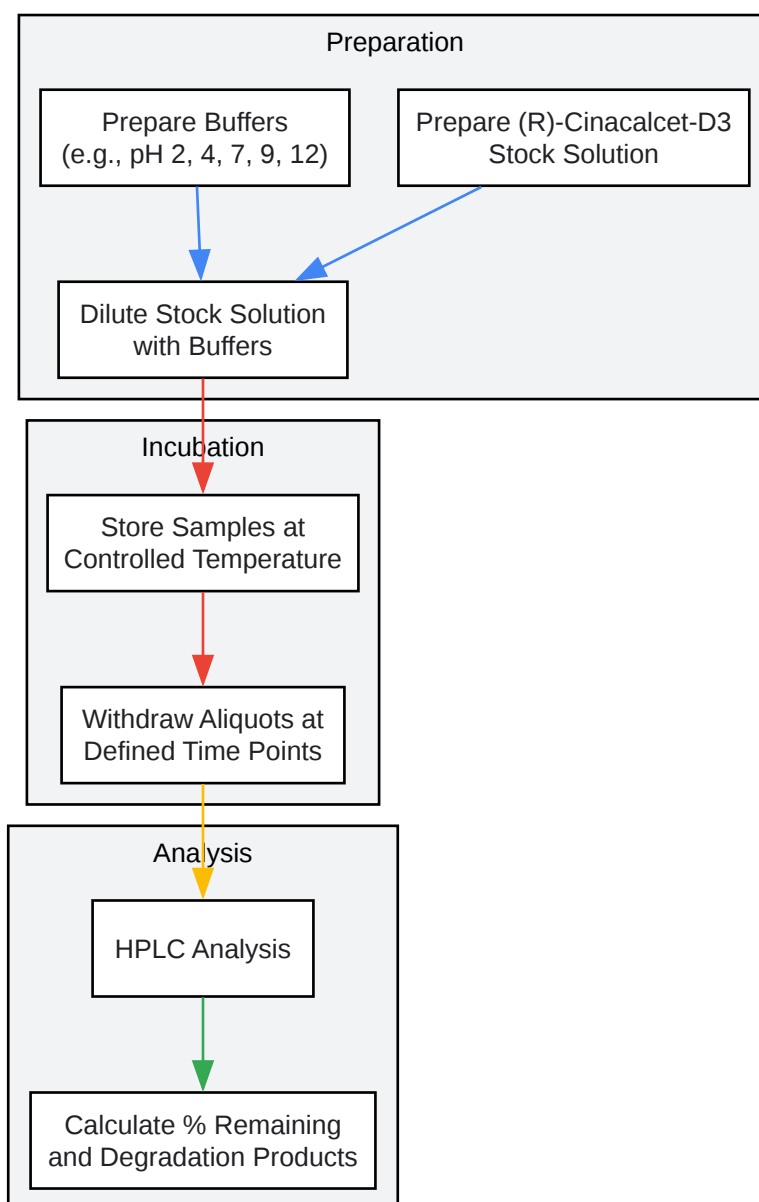 Preparation
Prepare Buffers
(e.g., pH 2, 4, 7, 9, 12)
Prepare (R)-Cinacalcet-D3
Stock Solution
Dilute Stock Solution
with Buffers
Incubation
Store Samples at
Controlled Temperature
Withdraw Aliquots at
Defined Time Points
Analysis
HPLC Analysis
Calculate % Remaining
and Degradation Products